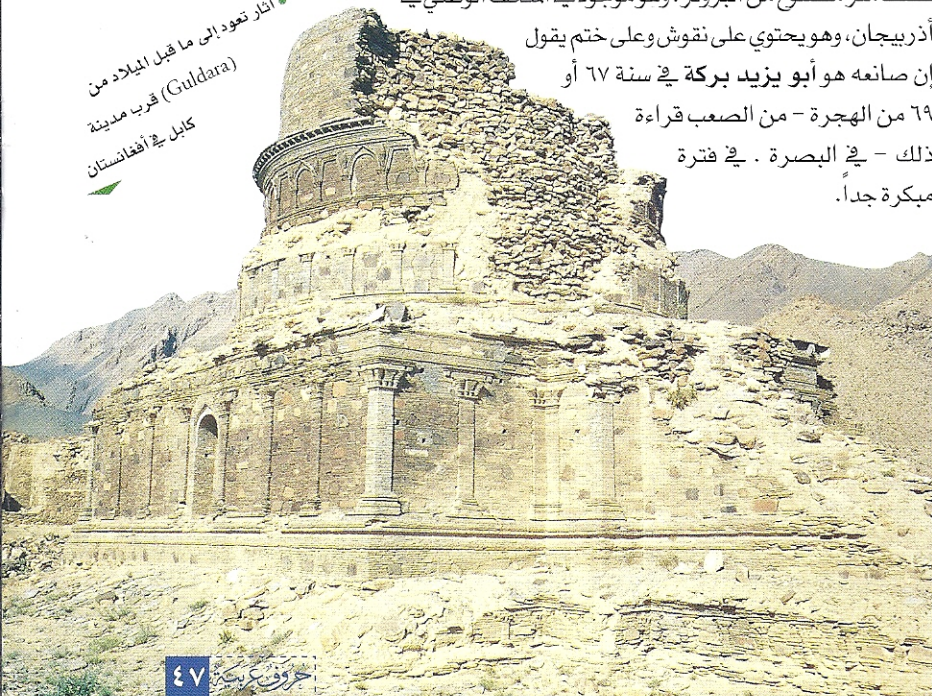 أذربيجان، وهو يحتوي على نقوش وعلى ختم يقول
إن صانعه هو أبو يزيد بركة في سنة ٦٧ أو
٦٩ من الهجرة – من الصعب قراءة
ذلك – في البصرة . في فترة
مبكرة جداً.
آثار تعود إلى ما قبل الميلاد من
(Guldara) قرب مدينة
كابل في أفغانستان
حروف عربية
٤٧